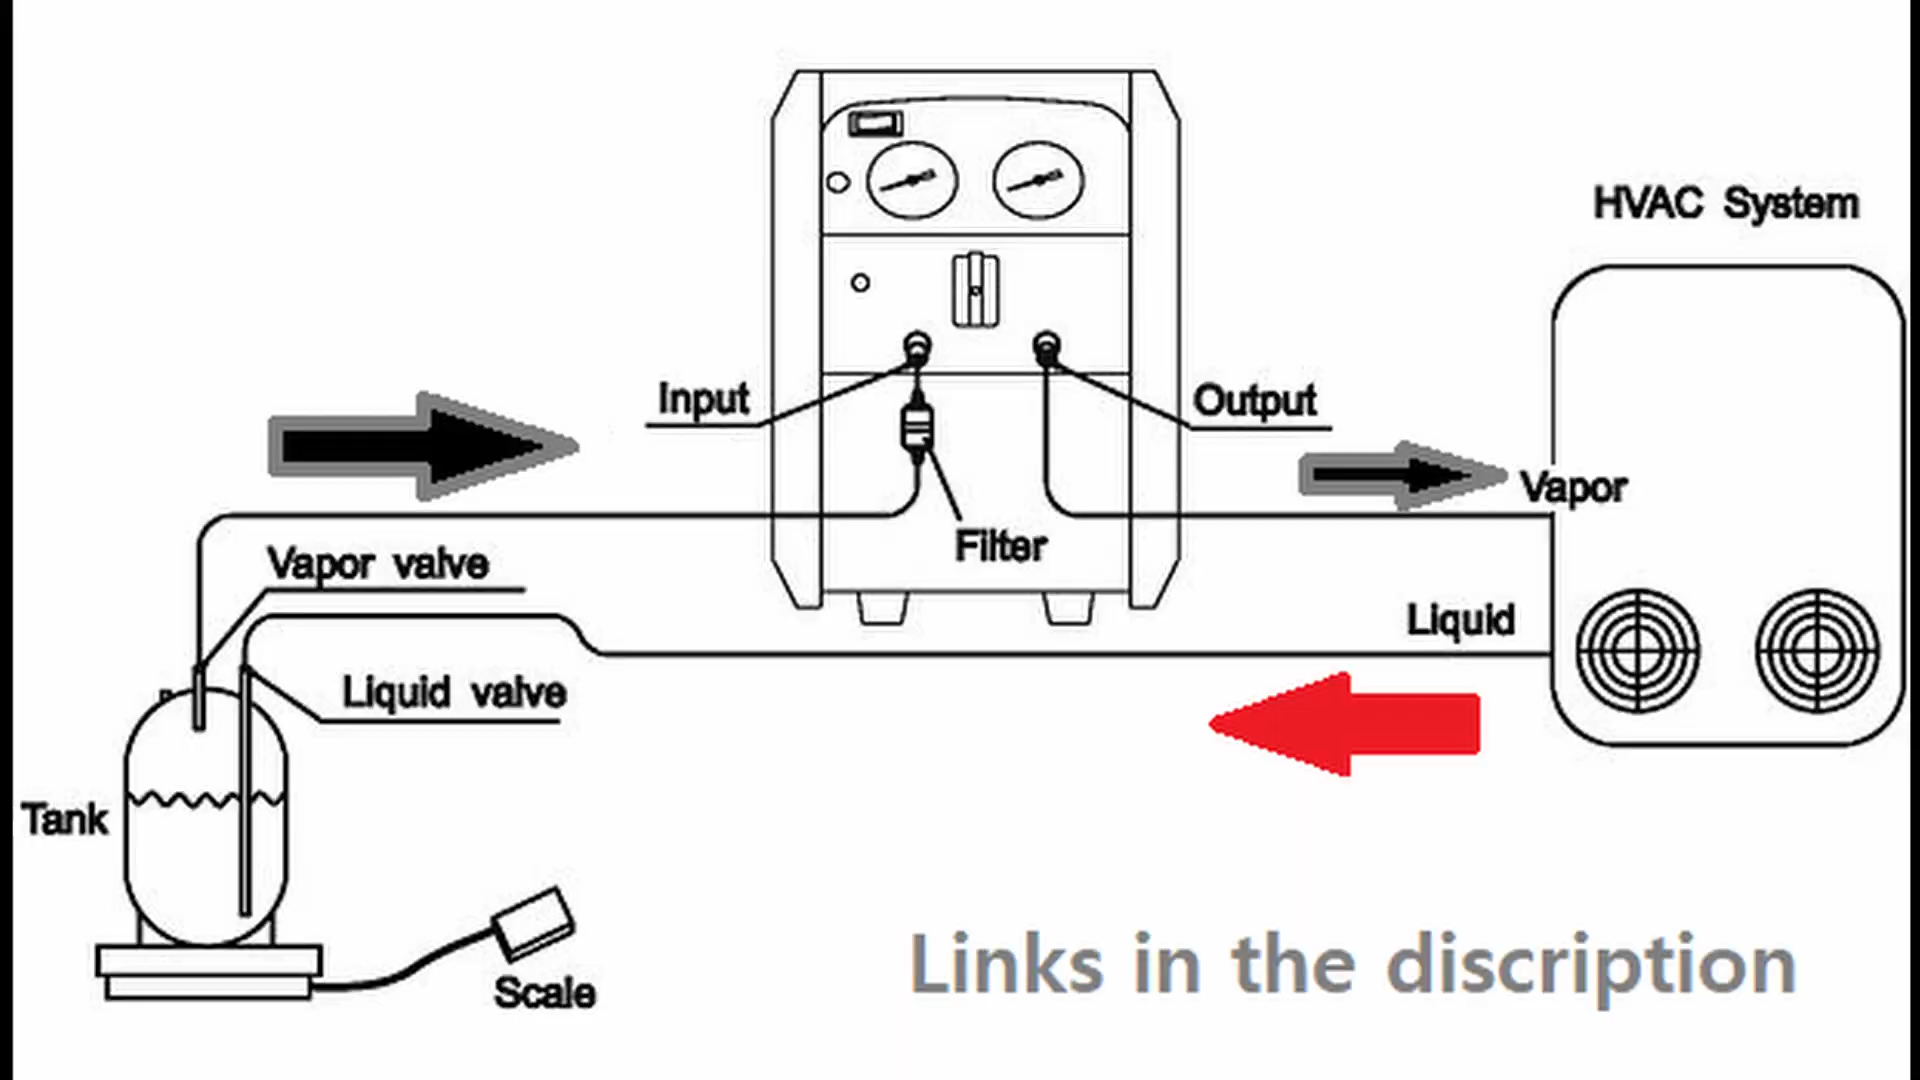 HVAC System
Input
Output
Vapor
Filter
Vapor valve
Liquid
Liquid valve
Tank
Scale
Links in the discription